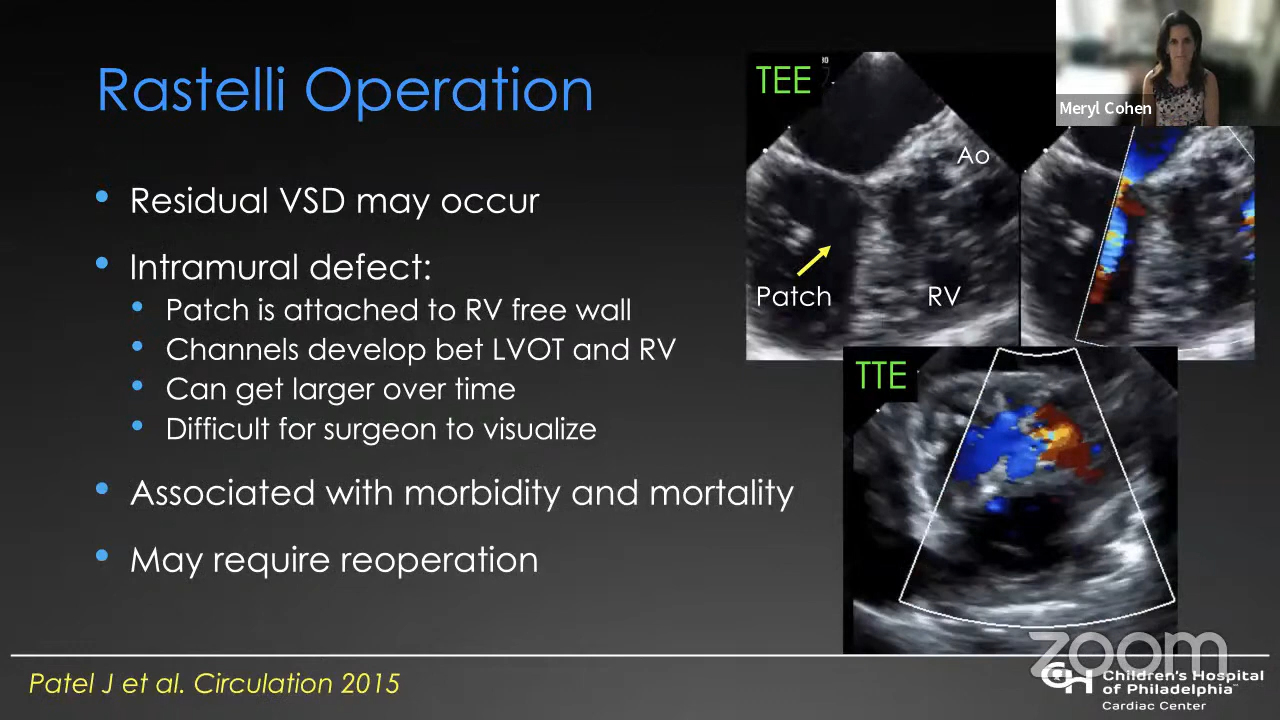 Rastelli Operation
Residual VSD may occur
Intramural defect:
Patch is attached to RV free wall
Channels develop bet LVOT and RV
Can get larger over time
Difficult for surgeon to visualize
Associated with morbidity and mortality
May require reoperation
TEE
Ao
Patch
RV
TTE
Meryl Cohen
Patel J et al. Circulation 2015
zoom
Children's Hospital
of Philadelphia
Cardiac Center